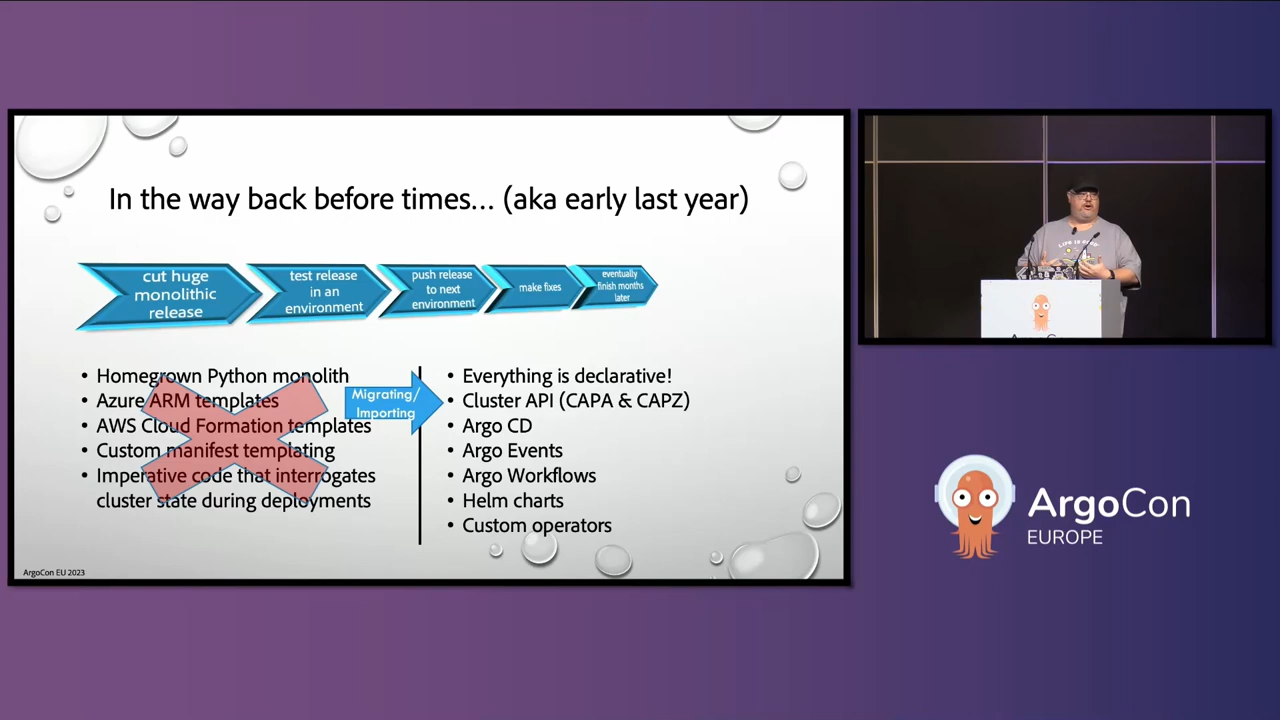 In the way back before times... (aka early last year)
cut huge
monolithic
release
test release
in an
environment
push release
to next
environment
make fixes
eventually
finish months
later
• Homegrown Python monolith
• Azure ARM templates
• AWS Cloud Formation templates
• Custom manifest templating
• Imperative code that interrogates
cluster state during deployments
Migrating/
Importing
• Everything is declarative!
• Cluster API (CAPA & CAPZ)
• Argo CD
• Argo Events
• Argo Workflows
• Helm charts
• Custom operators
ArgoCon EU 2023
LIFE IS GOOD
ArgoCon
EUROPE